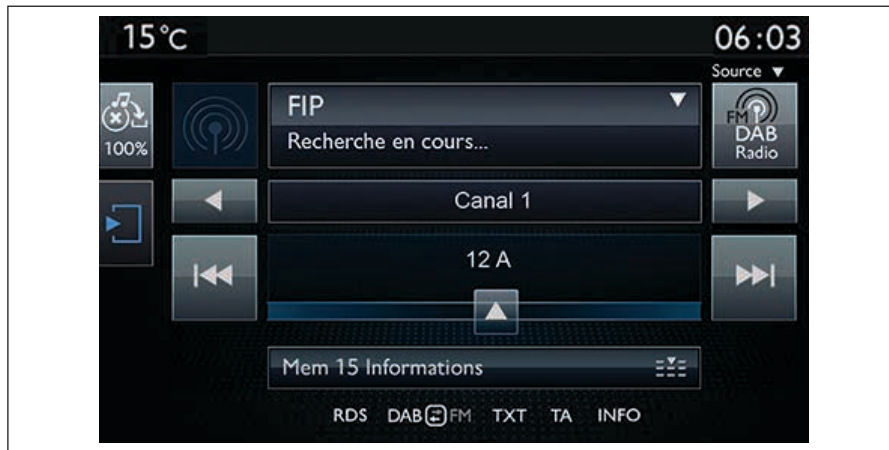 15°C
06:03
Source ▼
FIP
Recherche en cours...
FM
DAB
Radio
100%
Canal 1
12 A
Mem 15 Informations
RDS DAB FM TXT TA INFO